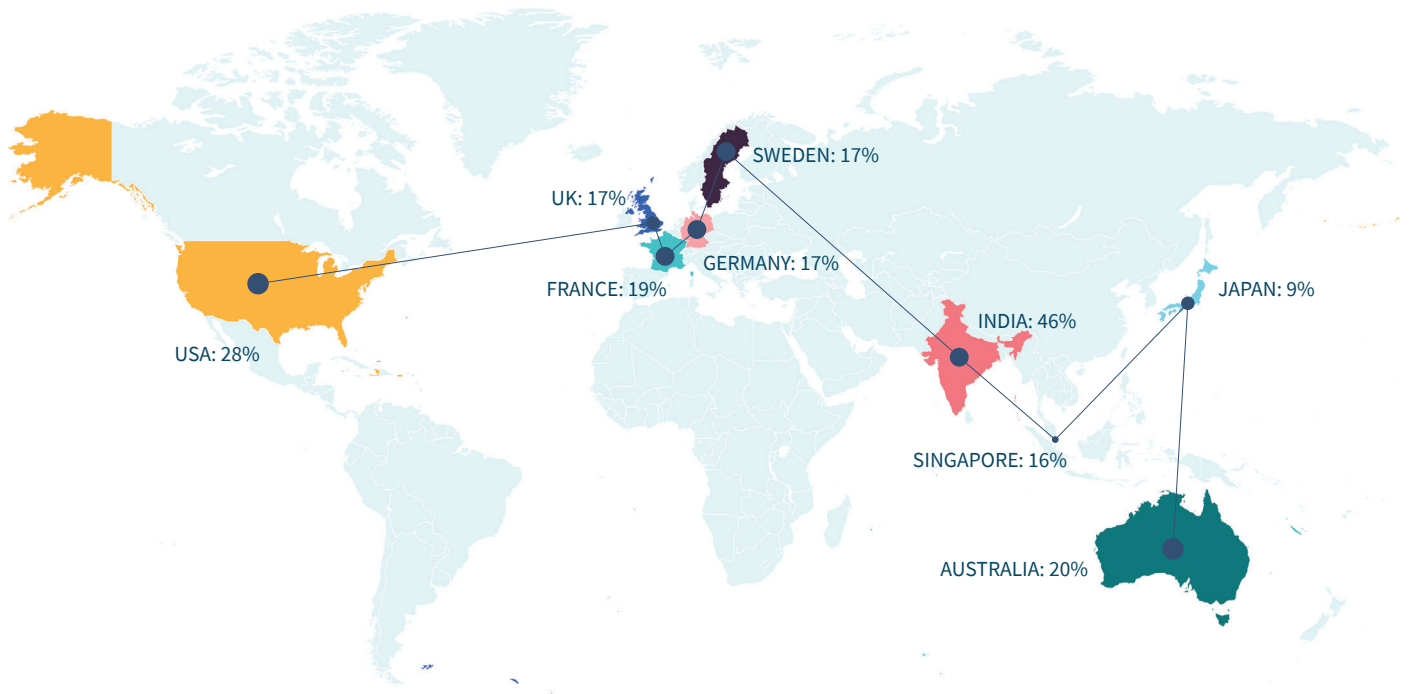 SWEDEN: 17%
UK: 17%
GERMANY: 17%
FRANCE: 19%
JAPAN: 9%
INDIA: 46%
USA: 28%
SINGAPORE: 16%
AUSTRALIA: 20%